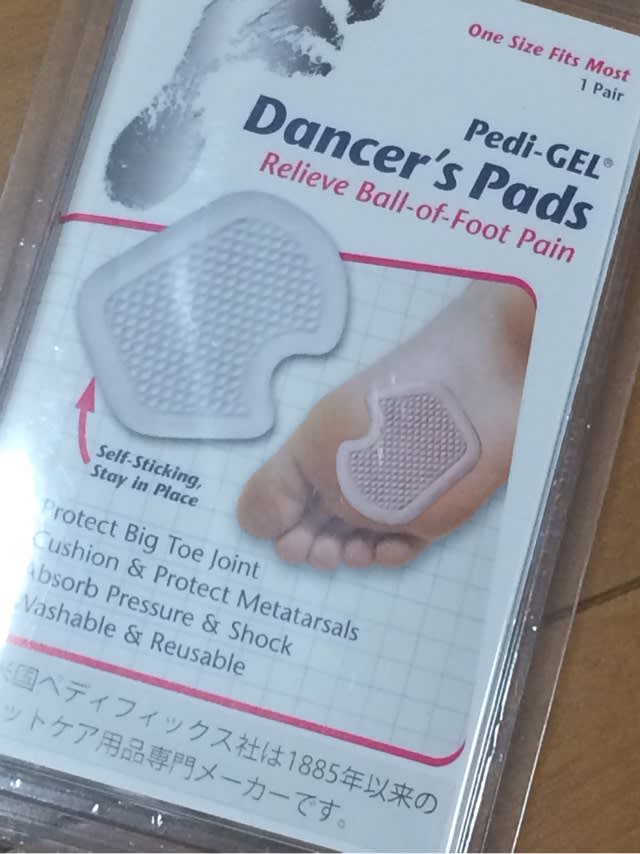 One Size Fits Most
1 Pair
Pedi-GEL®
Dancer's Pads
Relieve Ball-of-Foot Pain
Self-Sticking,
Stay in Place
Protect Big Toe Joint
Cushion & Protect Metatarsals
Absorb Pressure & Shock
Washable & Reusable
米国ペディフィックス社は1885年以来の
ットケア用品専門メーカーです。